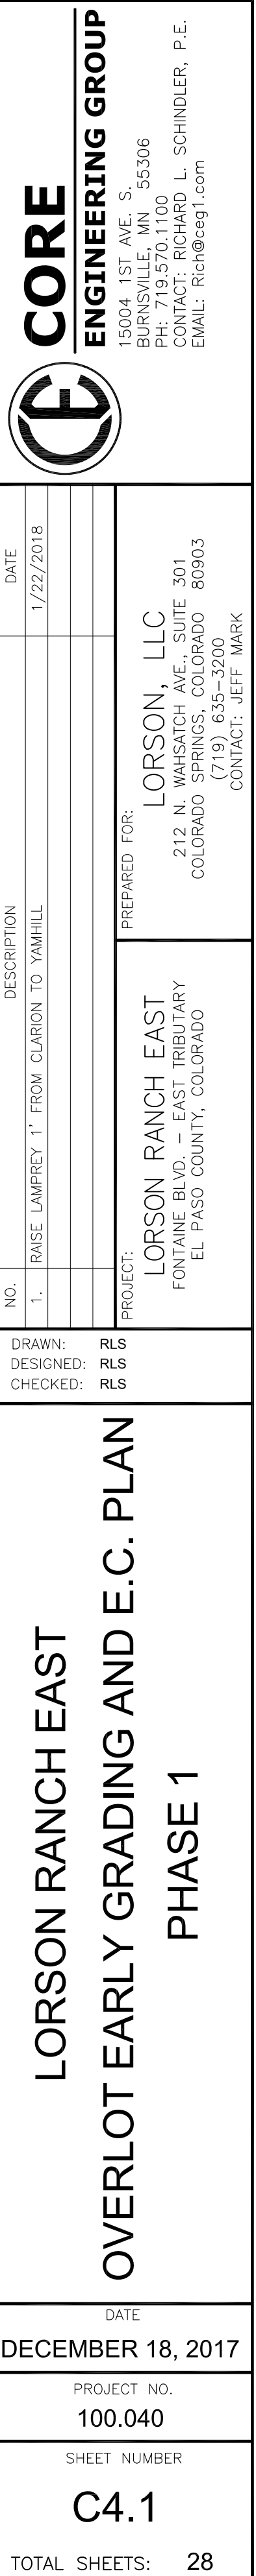 CE
CORE
ENGINEERING GROUP
15004 1ST AVE. S.
BURNSVILLE, MN 55306
PH: 719.570.1100
CONTACT: RICHARD L. SCHINDLER, P.E.
EMAIL: Rich@ceg1.com
NO. DESCRIPTION DATE
1. RAISE LAMPREY 1' FROM CLARION TO YAMHILL 1/22/2018
PREPARED FOR:
LORSON, LLC
212 N. WAHSATCH AVE., SUITE 301
COLORADO SPRINGS, COLORADO 80903
(719) 635-3200
CONTACT: JEFF MARK
PROJECT:
LORSON RANCH EAST
FONTAINE BLVD. - EAST TRIBUTARY
EL PASO COUNTY, COLORADO
DRAWN: RLS
DESIGNED: RLS
CHECKED: RLS
LORSON RANCH EAST
OVERLOT EARLY GRADING AND E.C. PLAN
PHASE 1
DATE
DECEMBER 18, 2017
PROJECT NO.
100.040
SHEET NUMBER
C4.1
TOTAL SHEETS: 28